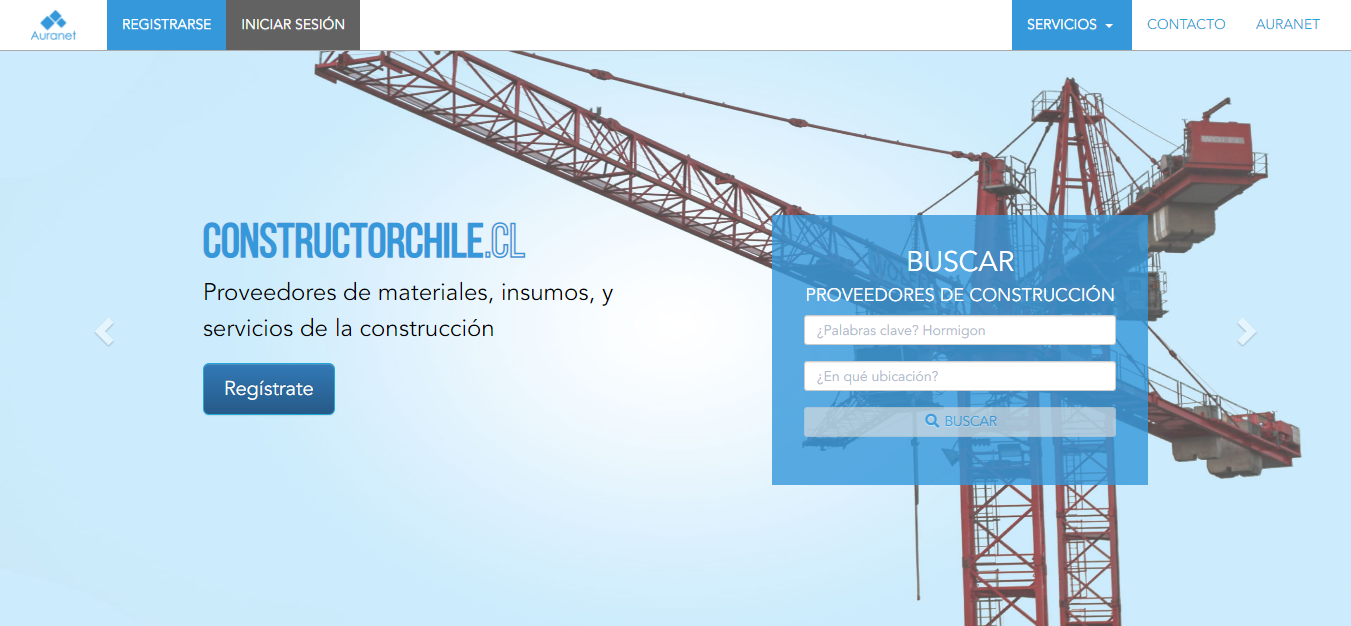 Auranet
REGISTRARSE
INICIAR SESIÓN
SERVICIOS
CONTACTO
AURANET
CONSTRUCTORCHILE.CL
Proveedores de materiales, insumos, y
servicios de la construcción
Regístrate
BUSCAR
PROVEEDORES DE CONSTRUCCIÓN
¿Palabras clave? Hormigon
¿En qué ubicación?
BUSCAR